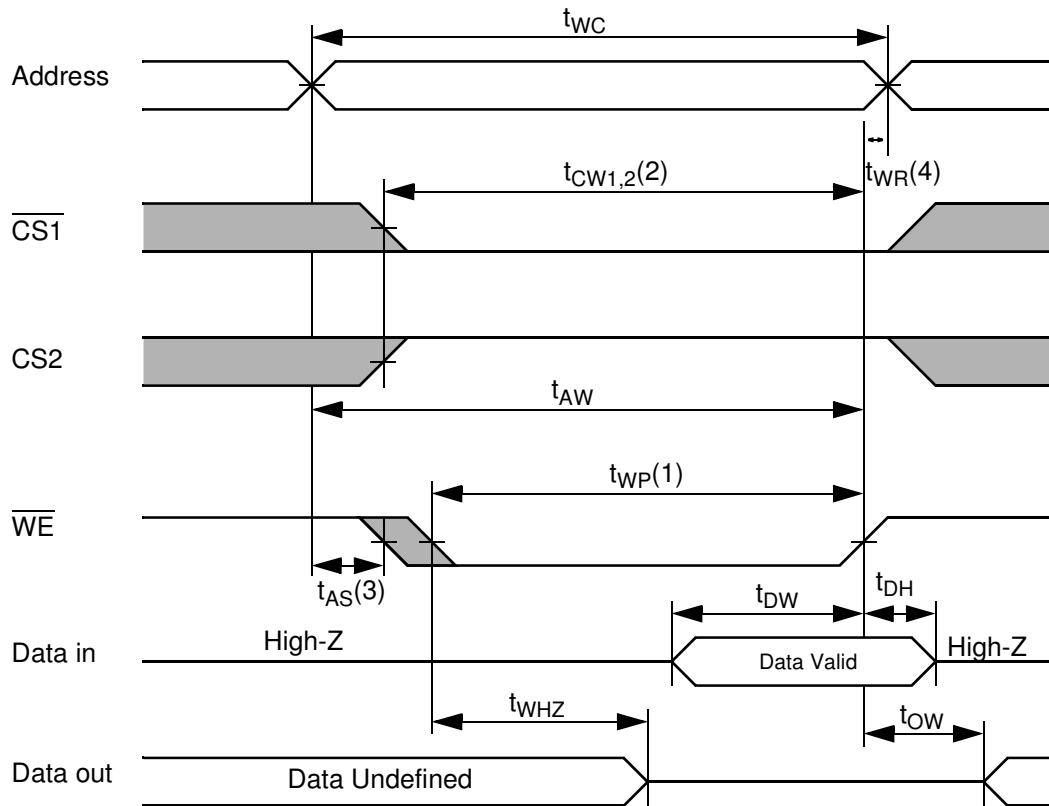 tWC
Address
tCW1,2(2)
tWR(4)
CS1
CS2
tAW
tWP(1)
WE
tAS(3)
tDW
tDH
Data in
High-Z
Data Valid
High-Z
tWHZ
tOW
Data out
Data Undefined